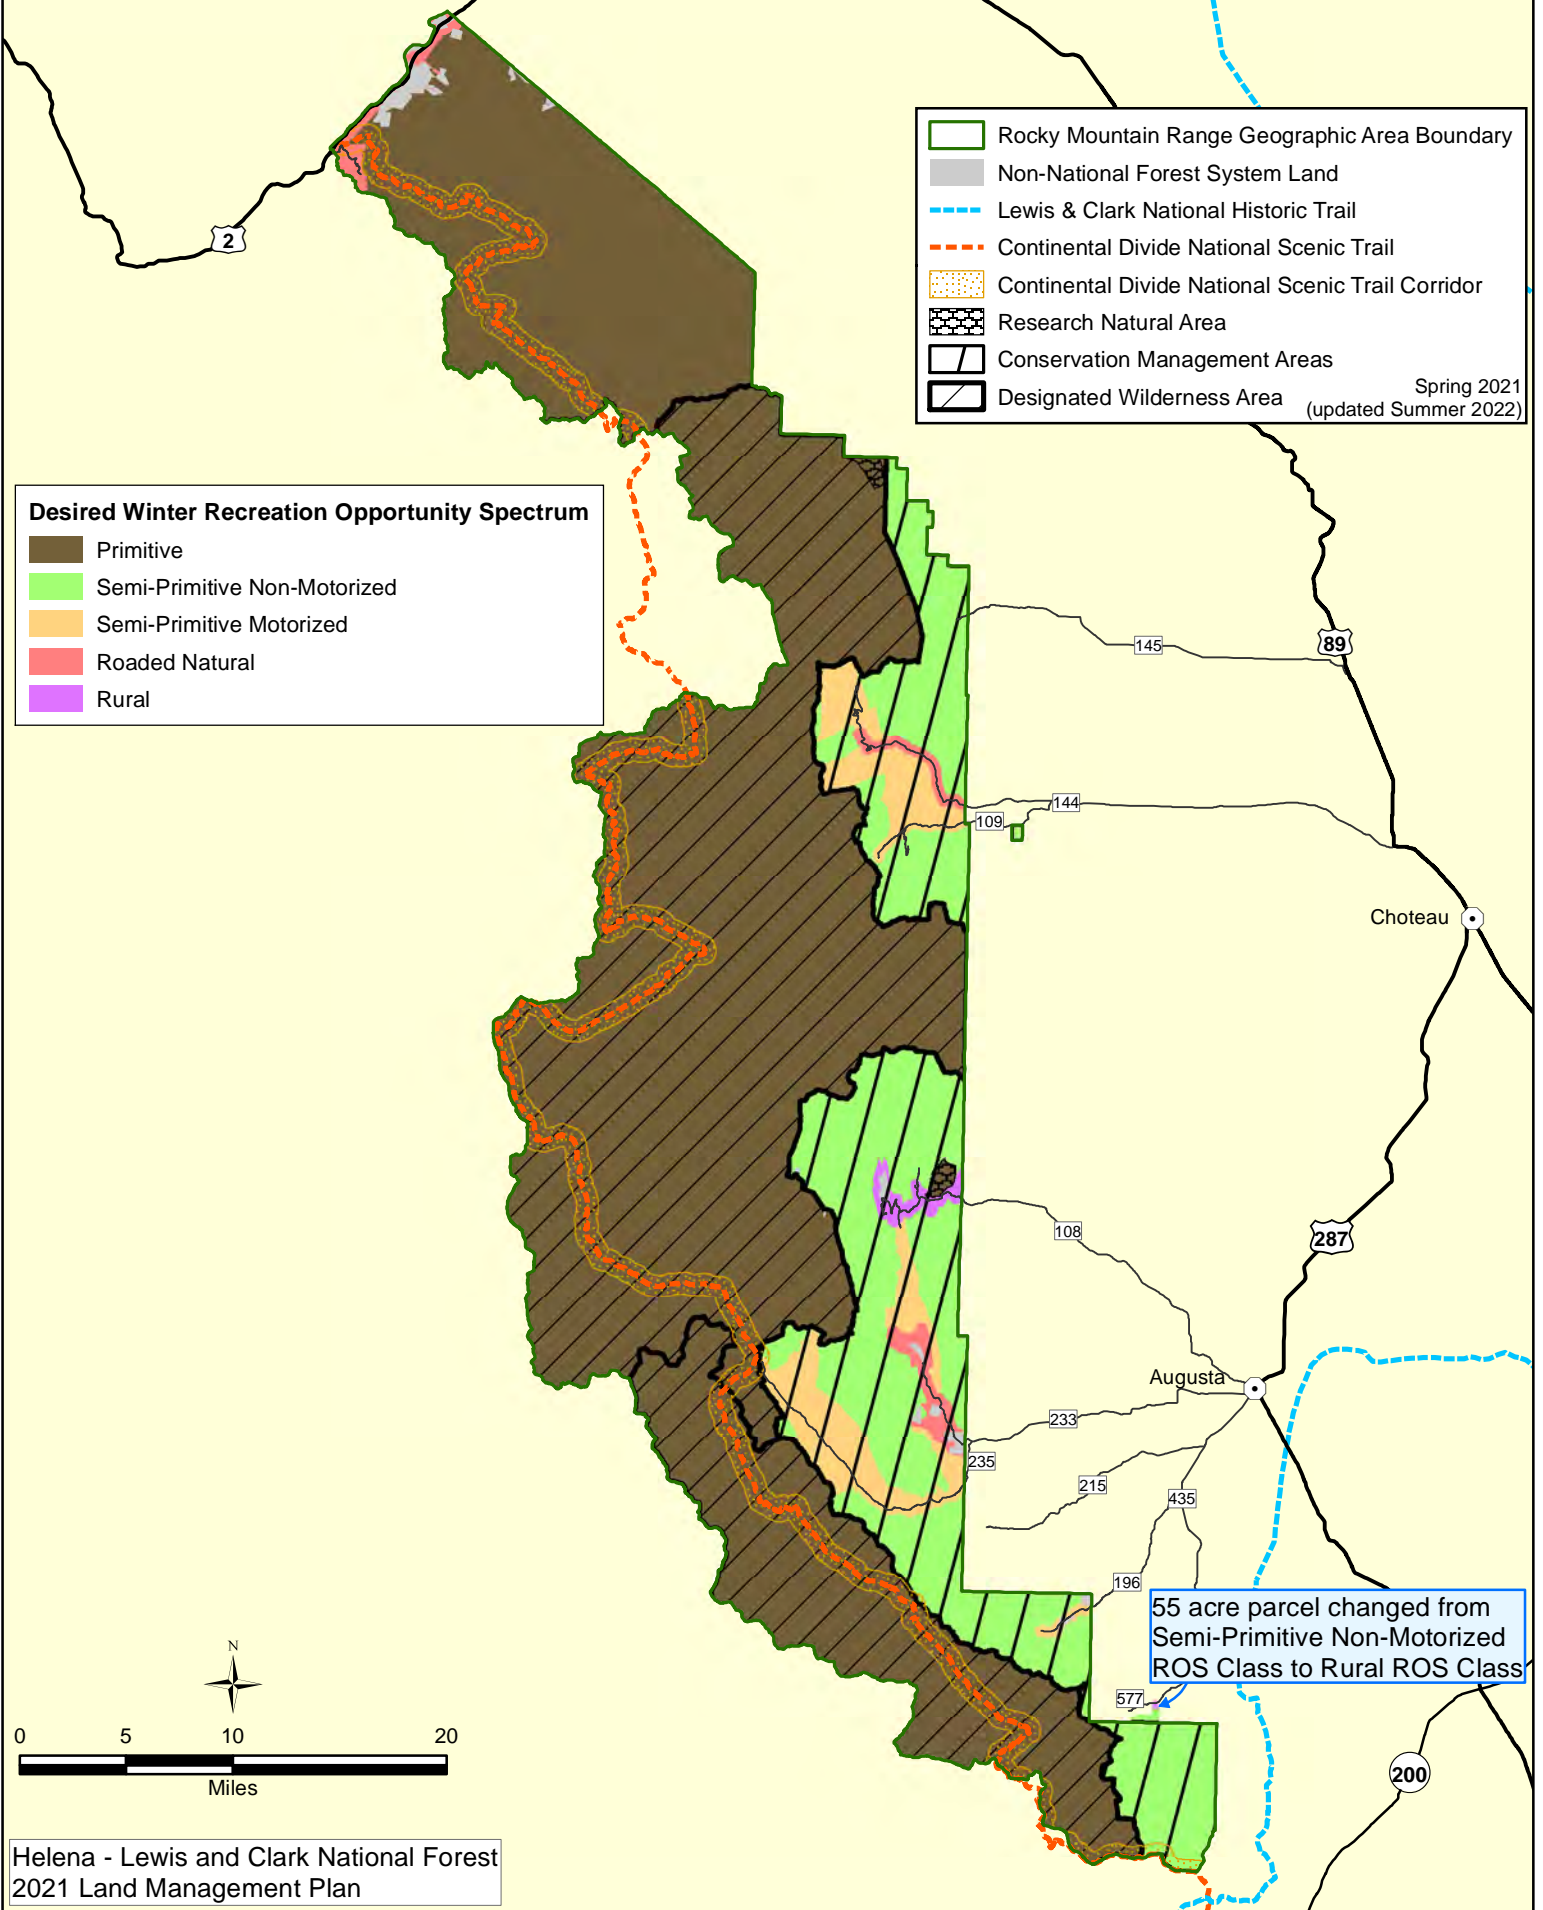 Rocky Mountain Range Geographic Area Boundary
Non-National Forest System Land
Lewis & Clark National Historic Trail
Continental Divide National Scenic Trail
Continental Divide National Scenic Trail Corridor
Research Natural Area
Conservation Management Areas
Designated Wilderness Area
Spring 2021
(updated Summer 2022)
2
Desired Winter Recreation Opportunity Spectrum
Primitive
Semi-Primitive Non-Motorized
Semi-Primitive Motorized
Roaded Natural
Rural
145
89
144
109
Choteau
108
287
Augusta
233
235
215
435
196
55 acre parcel changed from
Semi-Primitive Non-Motorized
ROS Class to Rural ROS Class
577
200
N
0 5 10 20
Miles
Helena - Lewis and Clark National Forest
2021 Land Management Plan